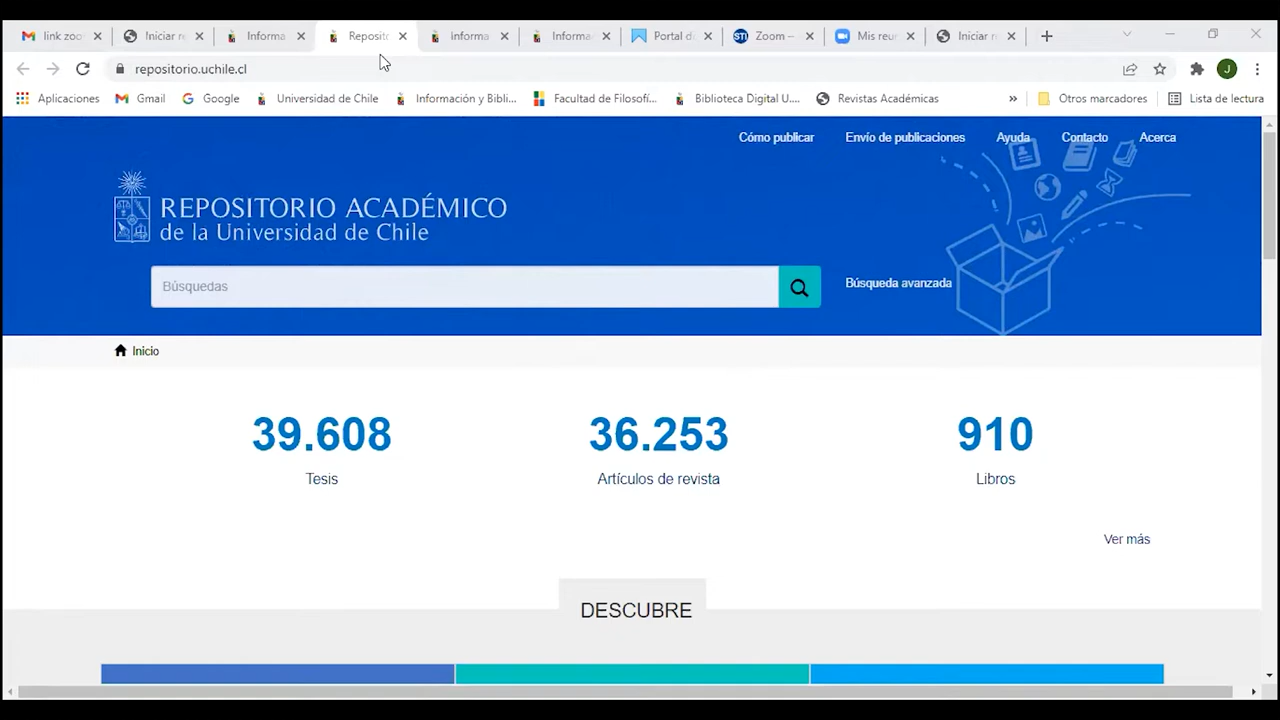 link zoo
Iniciar re
Informa
Reposito
Informa
Informa
Portal d
STI
Zoom –
Mis reu
Iniciar r
repositorio.uchile.cl
J
Aplicaciones
Gmail
Google
Universidad de Chile
Información y Bibli...
Facultad de Filosofí...
Biblioteca Digital U....
Revistas Académicas
»
Otros marcadores
Lista de lectura
Cómo publicar
Envío de publicaciones
Ayuda
Contacto
Acerca
REPOSITORIO ACADÉMICO
de la Universidad de Chile
Búsquedas
Búsqueda avanzada
Inicio
39.608
36.253
910
Tesis
Artículos de revista
Libros
Ver más
DESCUBRE